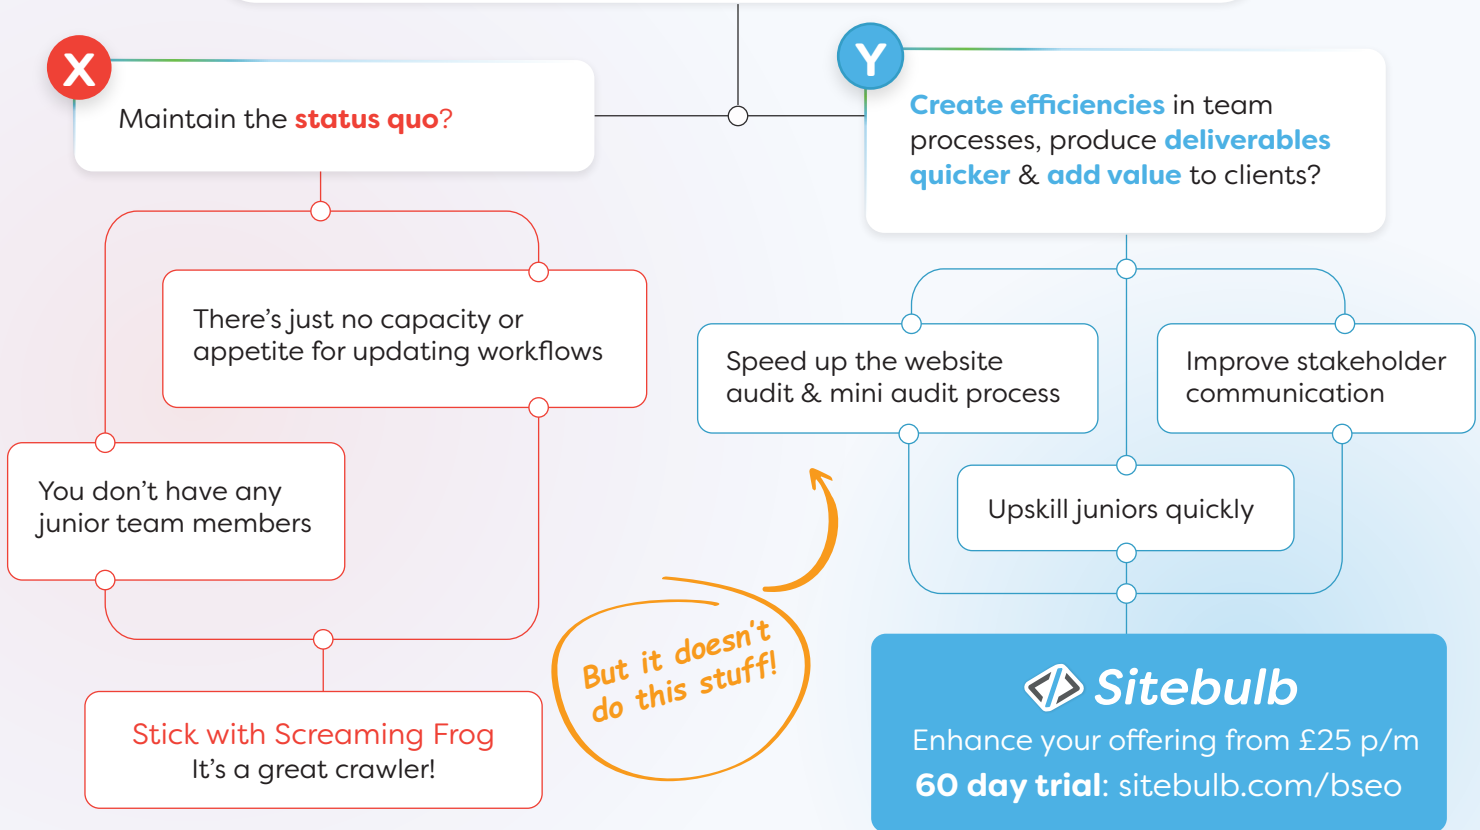 X
Maintain the status quo?
There's just no capacity or
appetite for updating workflows
You don't have any
junior team members
Stick with Screaming Frog
It's a great crawler!
But it doesn't
do this stuff!
Y
Create efficiencies in team
processes, produce deliverables
quicker & add value to clients?
Speed up the website
audit & mini audit process
Improve stakeholder
communication
Upskill juniors quickly
Sitebulb
Enhance your offering from £25 p/m
60 day trial: sitebulb.com/bseo